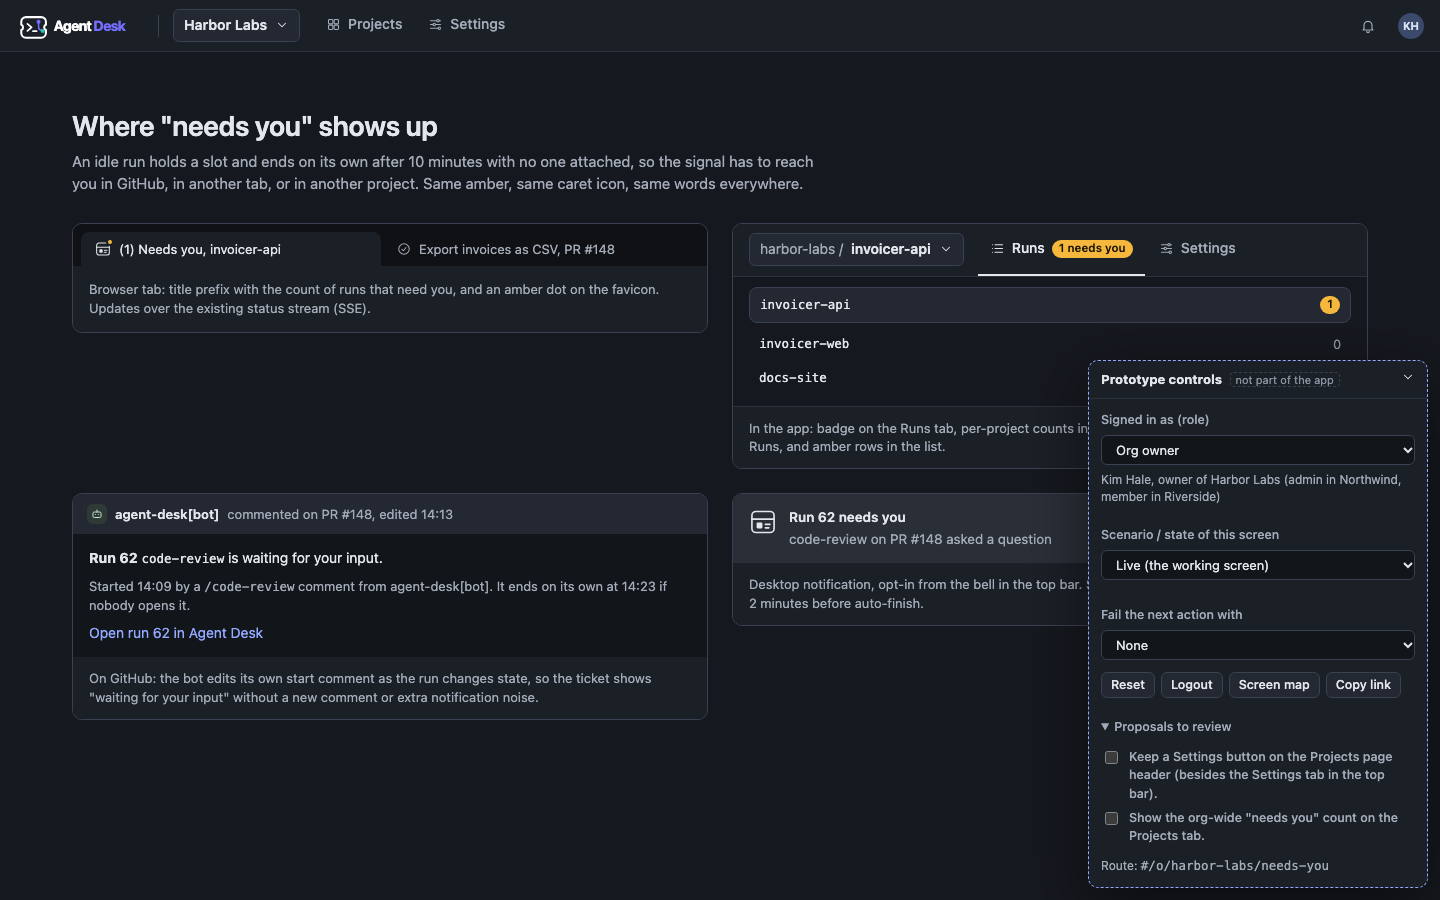 Agent Desk
Harbor Labs
Projects
Settings
KH
Where "needs you" shows up
An idle run holds a slot and ends on its own after 10 minutes with no one attached, so the signal has to reach
you in GitHub, in another tab, or in another project. Same amber, same caret icon, same words everywhere.
(1) Needs you, invoicer-api
Export invoices as CSV, PR #148
Browser tab: title prefix with the count of runs that need you, and an amber dot on the favicon.
Updates over the existing status stream (SSE).
harbor-labs / invoicer-api
Runs
1 needs you
Settings
invoicer-api
1
invoicer-web
0
docs-site
In the app: badge on the Runs tab, per-project counts in
Runs, and amber rows in the list.
agent-desk[bot] commented on PR #148, edited 14:13
Run 62 code-review is waiting for your input.
Started 14:09 by a /code-review comment from agent-desk[bot]. It ends on its own at 14:23 if
nobody opens it.
Open run 62 in Agent Desk
On GitHub: the bot edits its own start comment as the run changes state, so the ticket shows
"waiting for your input" without a new comment or extra notification noise.
Run 62 needs you
code-review on PR #148 asked a question
Desktop notification, opt-in from the bell in the top bar.
2 minutes before auto-finish.
Prototype controls
not part of the app
Signed in as (role)
Org owner
Kim Hale, owner of Harbor Labs (admin in Northwind,
member in Riverside)
Scenario / state of this screen
Live (the working screen)
Fail the next action with
None
Reset
Logout
Screen map
Copy link
Proposals to review
Keep a Settings button on the Projects page
header (besides the Settings tab in the top
bar).
Show the org-wide "needs you" count on the
Projects tab.
Route: #/o/harbor-labs/needs-you